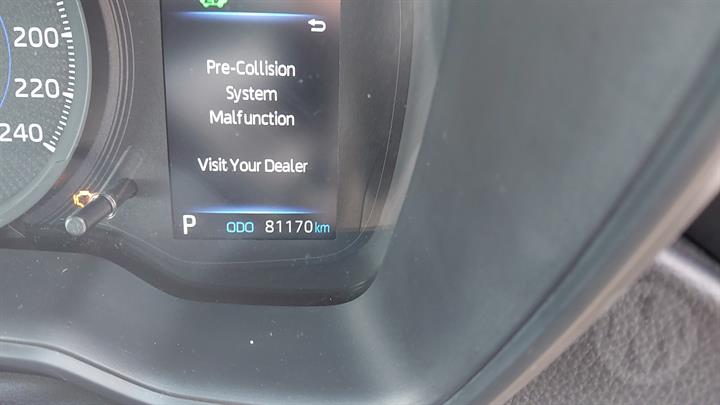 200
220
240
Pre-Collision
System
Malfunction
Visit Your Dealer
P ODO 81170 km